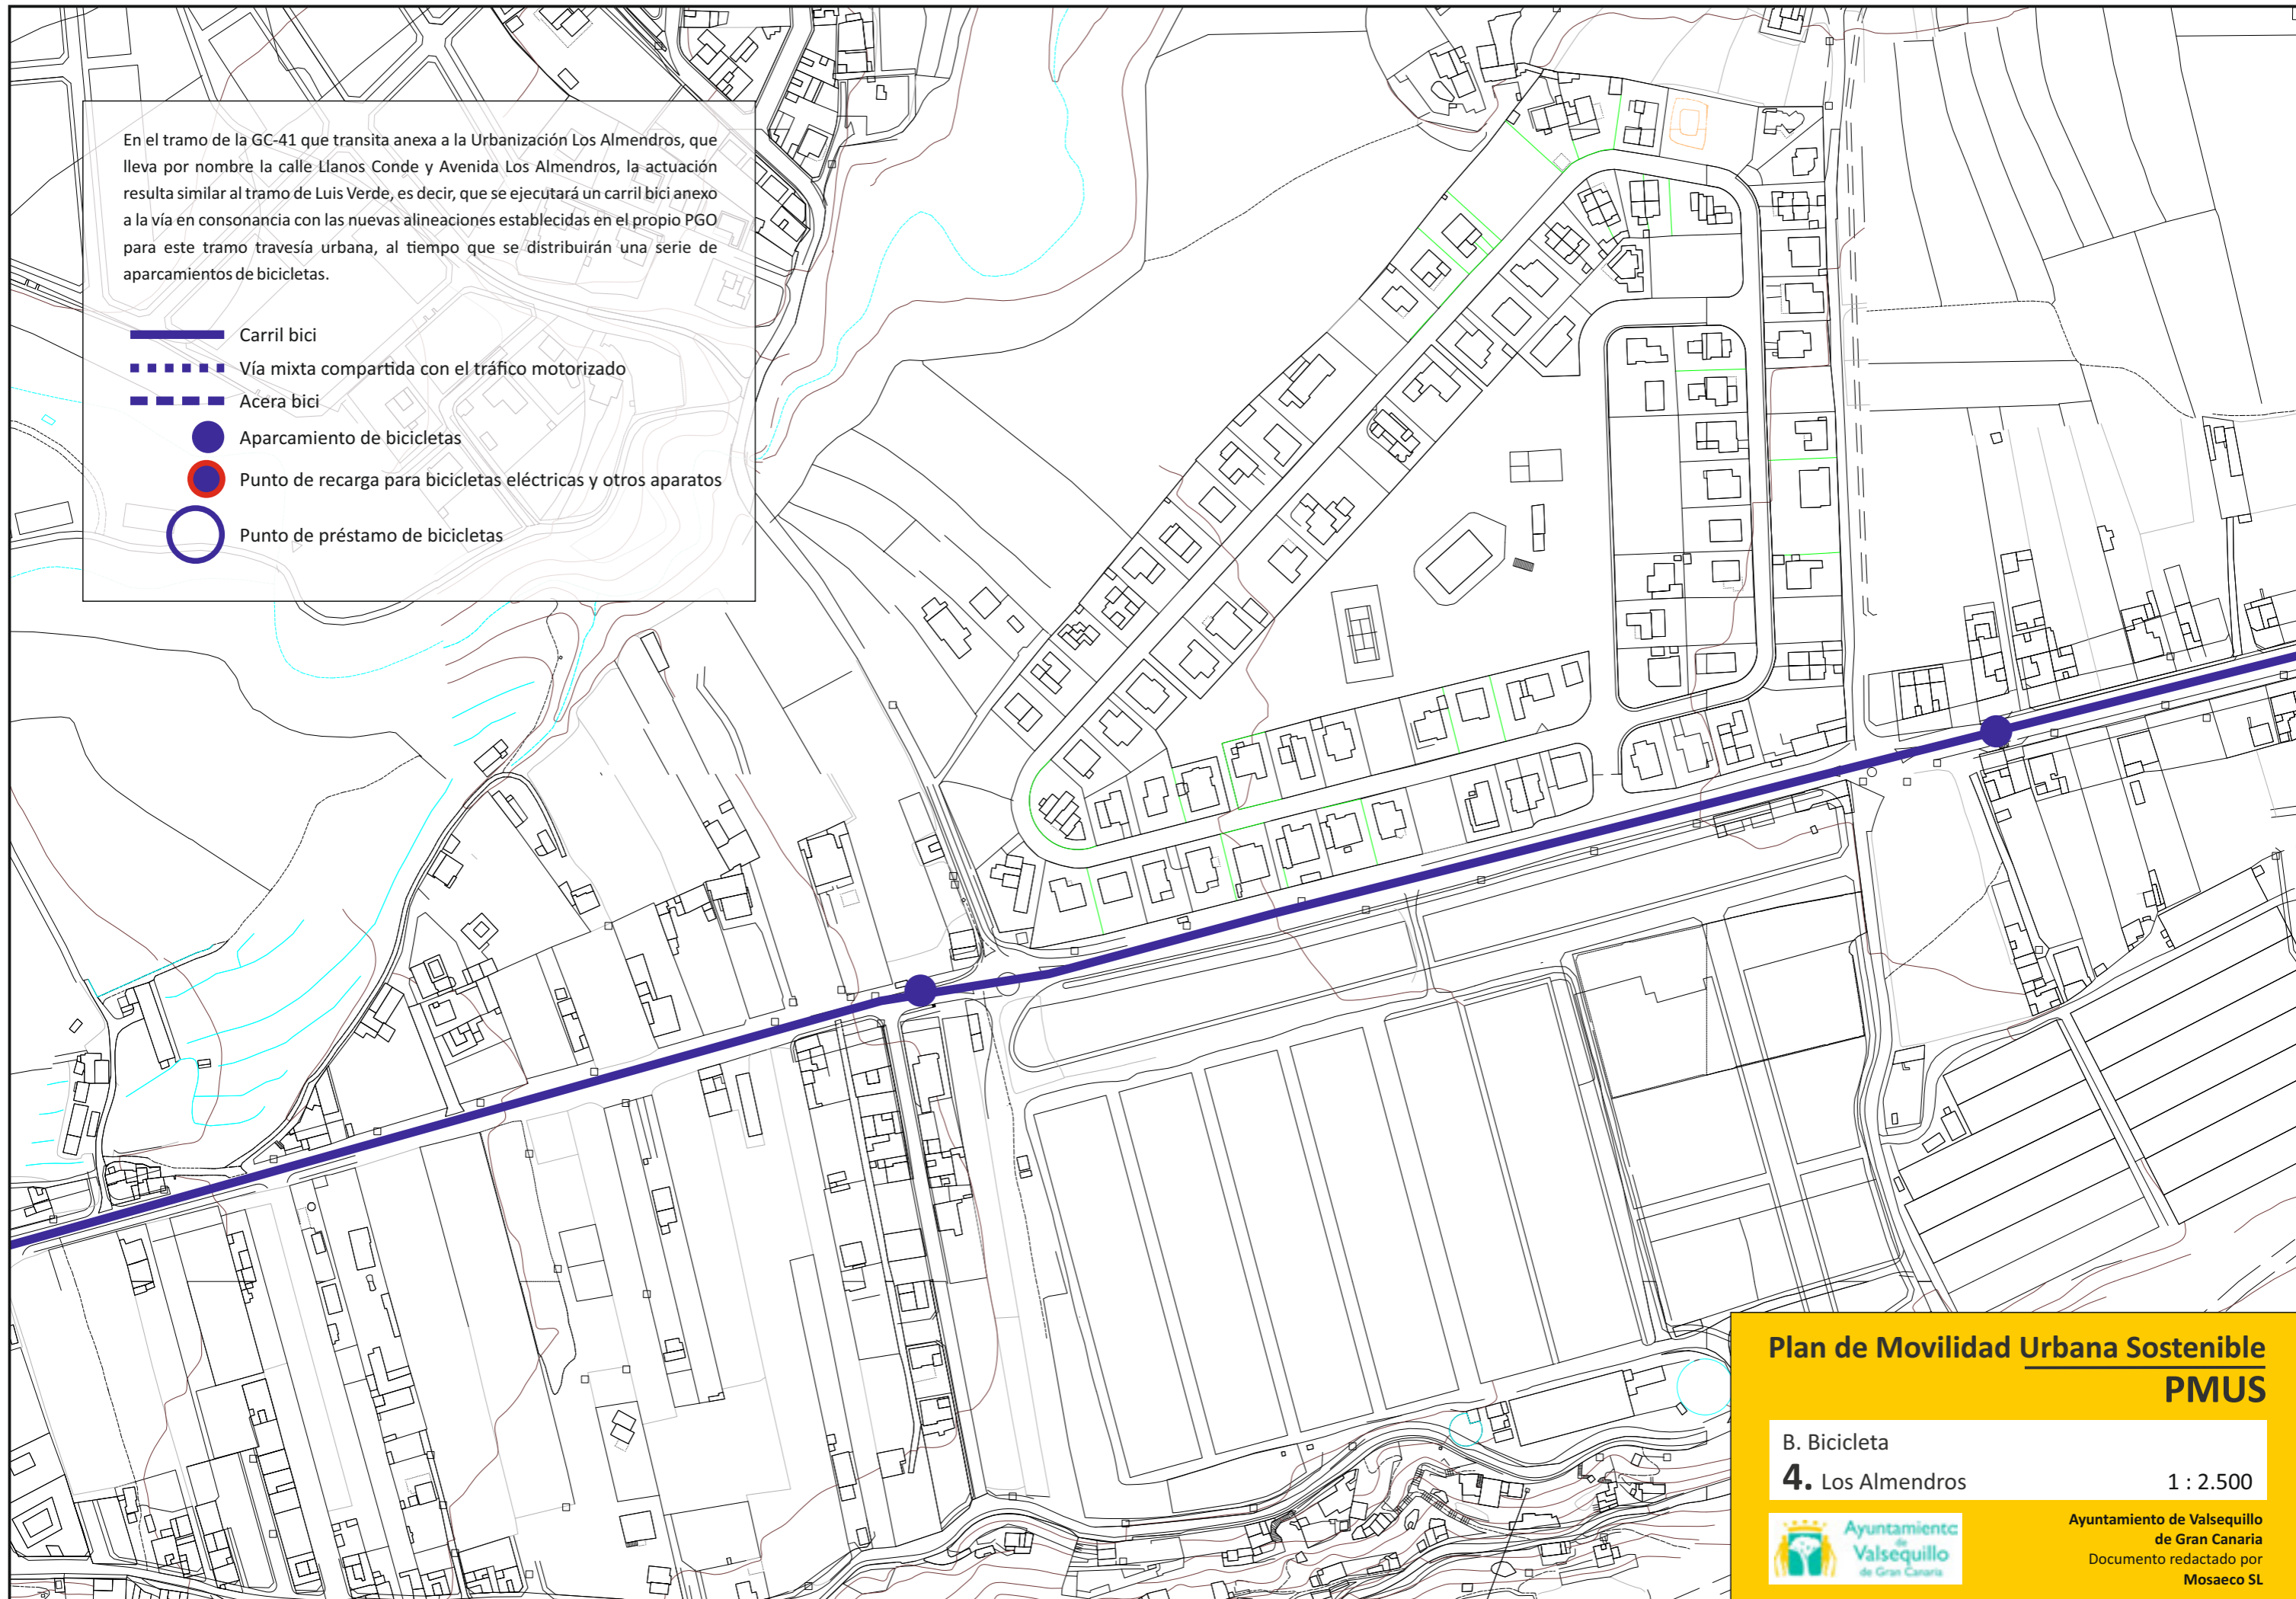 En el tramo de la GC-41 que transita anexa a la Urbanización Los Almendros, que
lleva por nombre la calle Llanos Conde y Avenida Los Almendros, la actuación
resulta similar al tramo de Luis Verde, es decir, que se ejecutará un carril bici anexo
a la vía en consonancia con las nuevas alineaciones establecidas en el propio PGO
para este tramo travesía urbana, al tiempo que se distribuirán una serie de
aparcamientos de bicicletas.
Carril bici
Vía mixta compartida con el tráfico motorizado
Acera bici
Aparcamiento de bicicletas
Punto de recarga para bicicletas eléctricas y otros aparatos
Punto de préstamo de bicicletas
Plan de Movilidad Urbana Sostenible
PMUS
B. Bicicleta
4. Los Almendros
1 : 2.500
Ayuntamiento
de
Valsequillo
de Gran Canaria
Ayuntamiento de Valsequillo
de Gran Canaria
Documento redactado por
Mosaeco SL